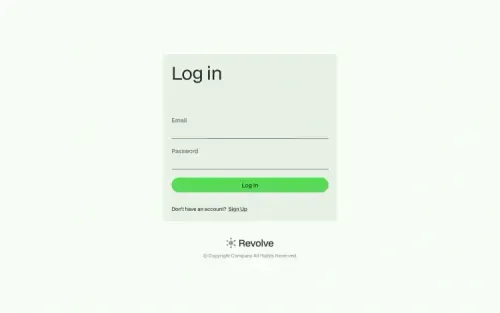 Log in
Email
Password
Log in
Don't have an account? Sign Up
Revolve
© Copyright Company All Rights Reserved